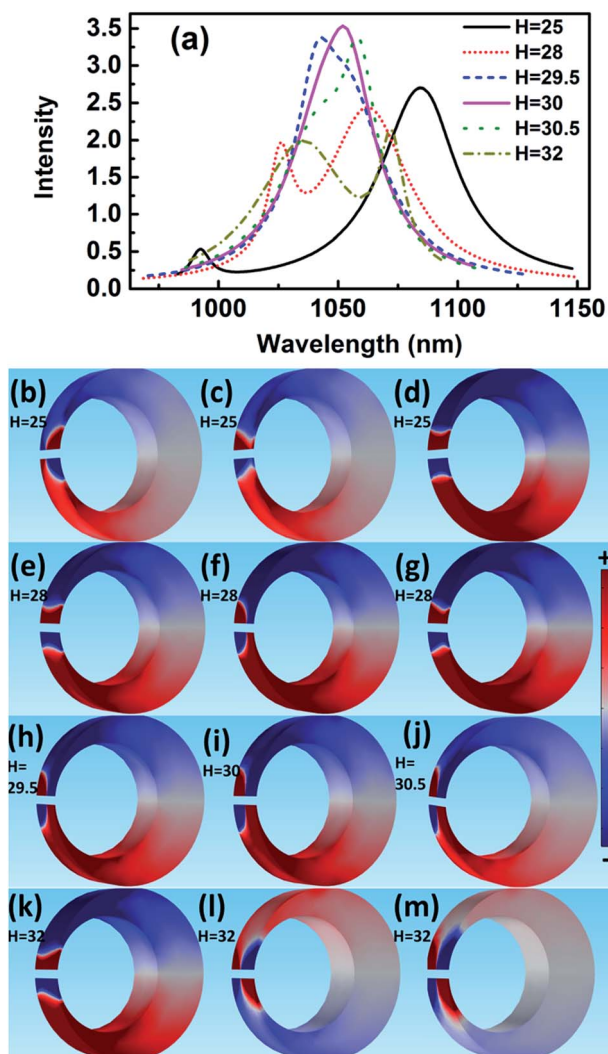 (a)
H=25
H=28
H=29.5
H=30
H=30.5
H=32
Intensity
3.5
3.0
2.5
2.0
1.5
1.0
0.5
0.0
1000 1050 1100 1150
Wavelength (nm)
(b) (c) (d)
H=25 H=25 H=25
(e) (f) (g)
H=28 H=28 H=28
+
(h) (i) (j)
H= 29.5 H=30 H= 30.5
-
(k) (l) (m)
H=32 H=32 H=32